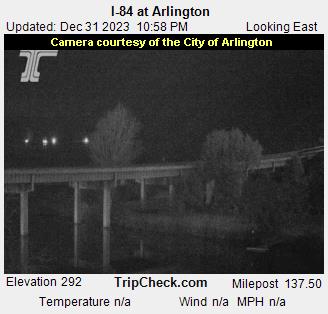 I-84 at Arlington
Updated: Dec 31 2023 10:58 PM Looking East
Camera courtesy of the City of Arlington
Elevation 292 TripCheck.com Milepost 137.50
Temperature n/a Wind n/a MPH n/a